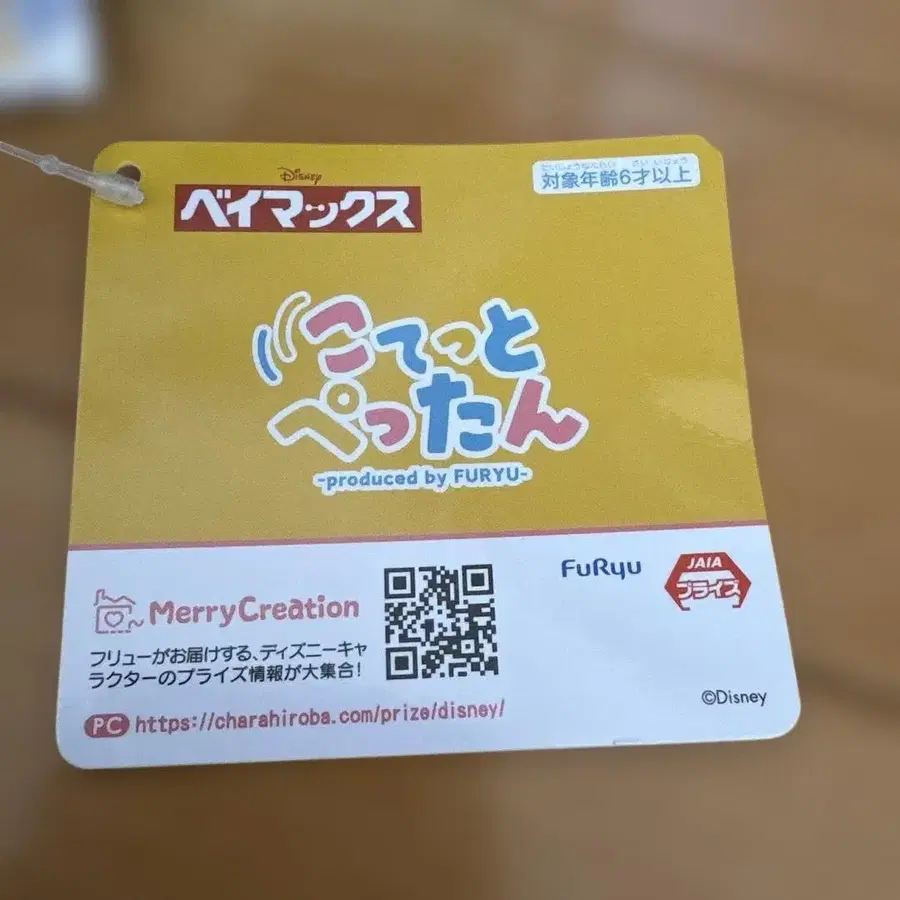 Disney
ベイマックス
たいしょうねんれい さい いじょう
対象年齢6才以上
こてっと
ぺったん
-produced by FURYU-
MerryCreation
フリューがお届けする、ディズニーキャ
ラクターのプライズ情報が大集合!
PC https://charahiroba.com/prize/disney/
FuRyu
JAIA
プライズ
©Disney